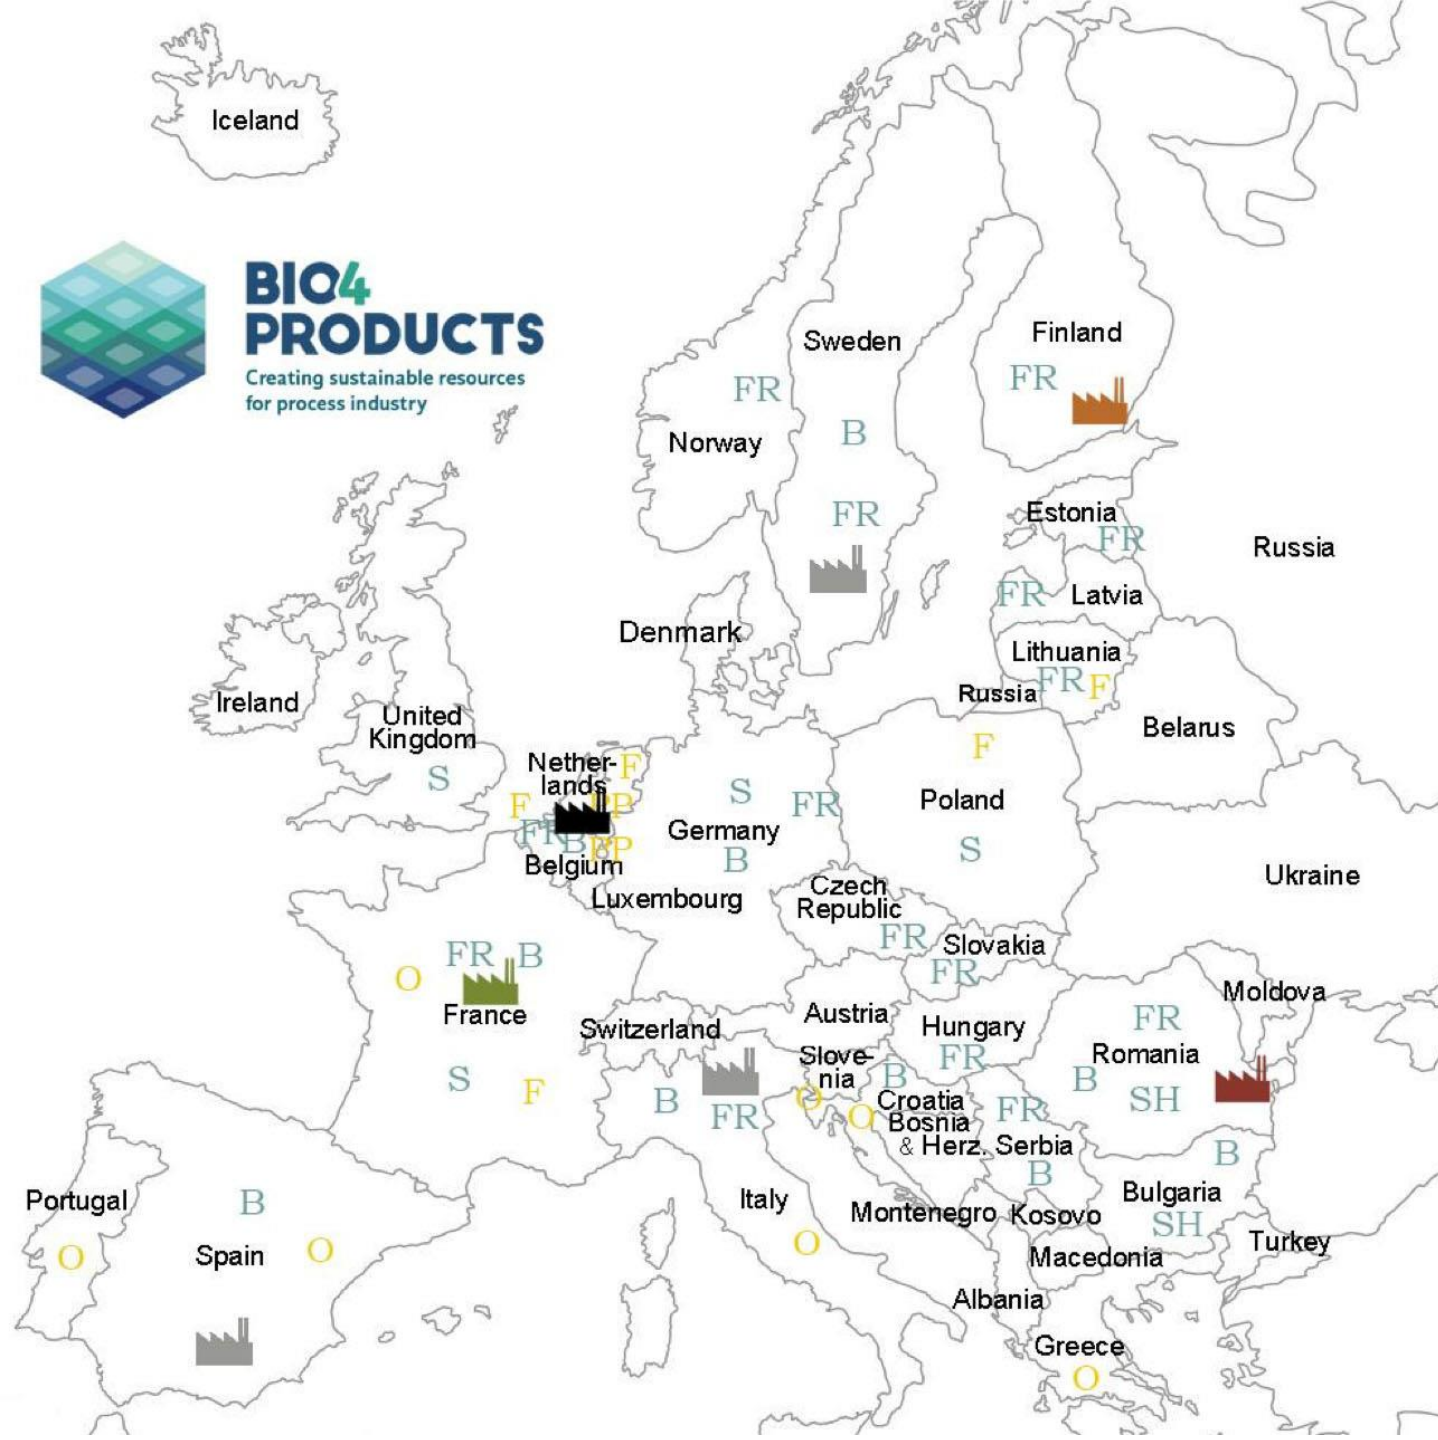 Iceland
BIO4
PRODUCTS
Creating sustainable resources
for process industry
Sweden
Finland
FR
FR
B
Norway
FR
Estonia
FR
Russia
FR
Latvia
Denmark
Lithuania
FR F
Russia
Ireland
United
Kingdom
S
Belarus
Nether-
lands
F
F
F
S
FR
Poland
S
PB
FR
B
PP
Belgium
Germany
B
Luxembourg
Czech
Republic
FR
Slovakia
FR
Ukraine
FR B
O
France
S
F
Switzerland
Austria
Hungary
FR
Moldova
FR
Romania
B
SH
Slove-
nia
O
B
O
Croatia
Bosnia
& Herz.
FR
Serbia
B
B
FR
Portugal
O
B
Spain
O
Italy
O
Montenegro
Kosovo
B
Bulgaria
SH
Macedonia
Turkey
Albania
Greece
O